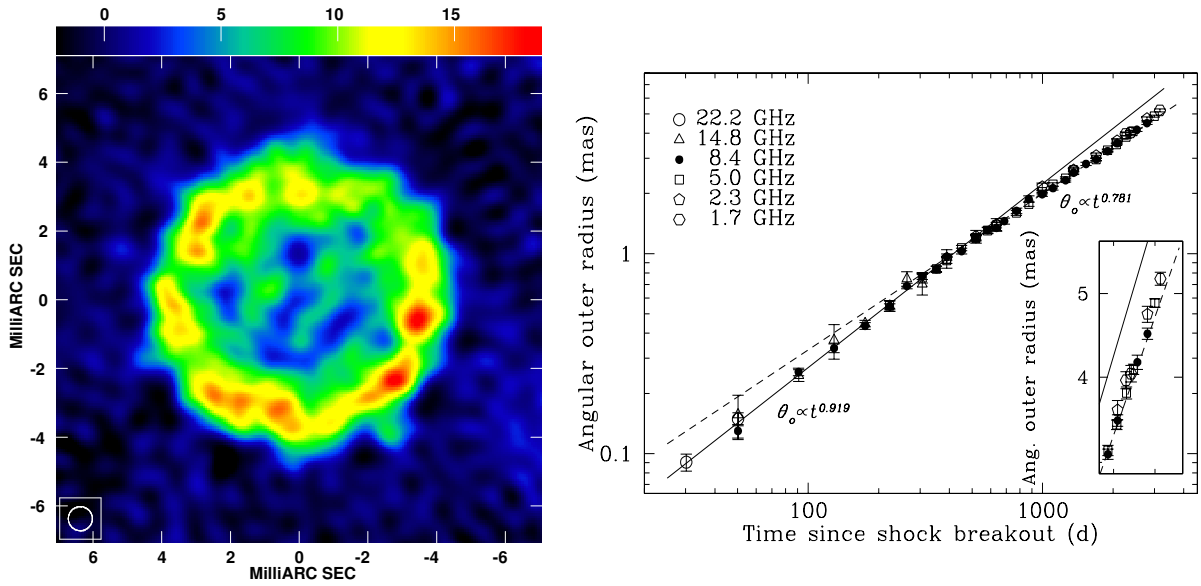 0 5 10 15
6
4
2
0
-2
-4
-6
6 4 2 0 -2 -4 -6
MilliARC SEC
MilliARC SEC
22.2 GHz
14.8 GHz
8.4 GHz
5.0 GHz
2.3 GHz
1.7 GHz
θo∝t^0.781
θo∝t^0.919
Angular outer radius (mas)
1
0.1
100 1000
Time since shock breakout (d)
Ang. outer radius (mas)
5
4